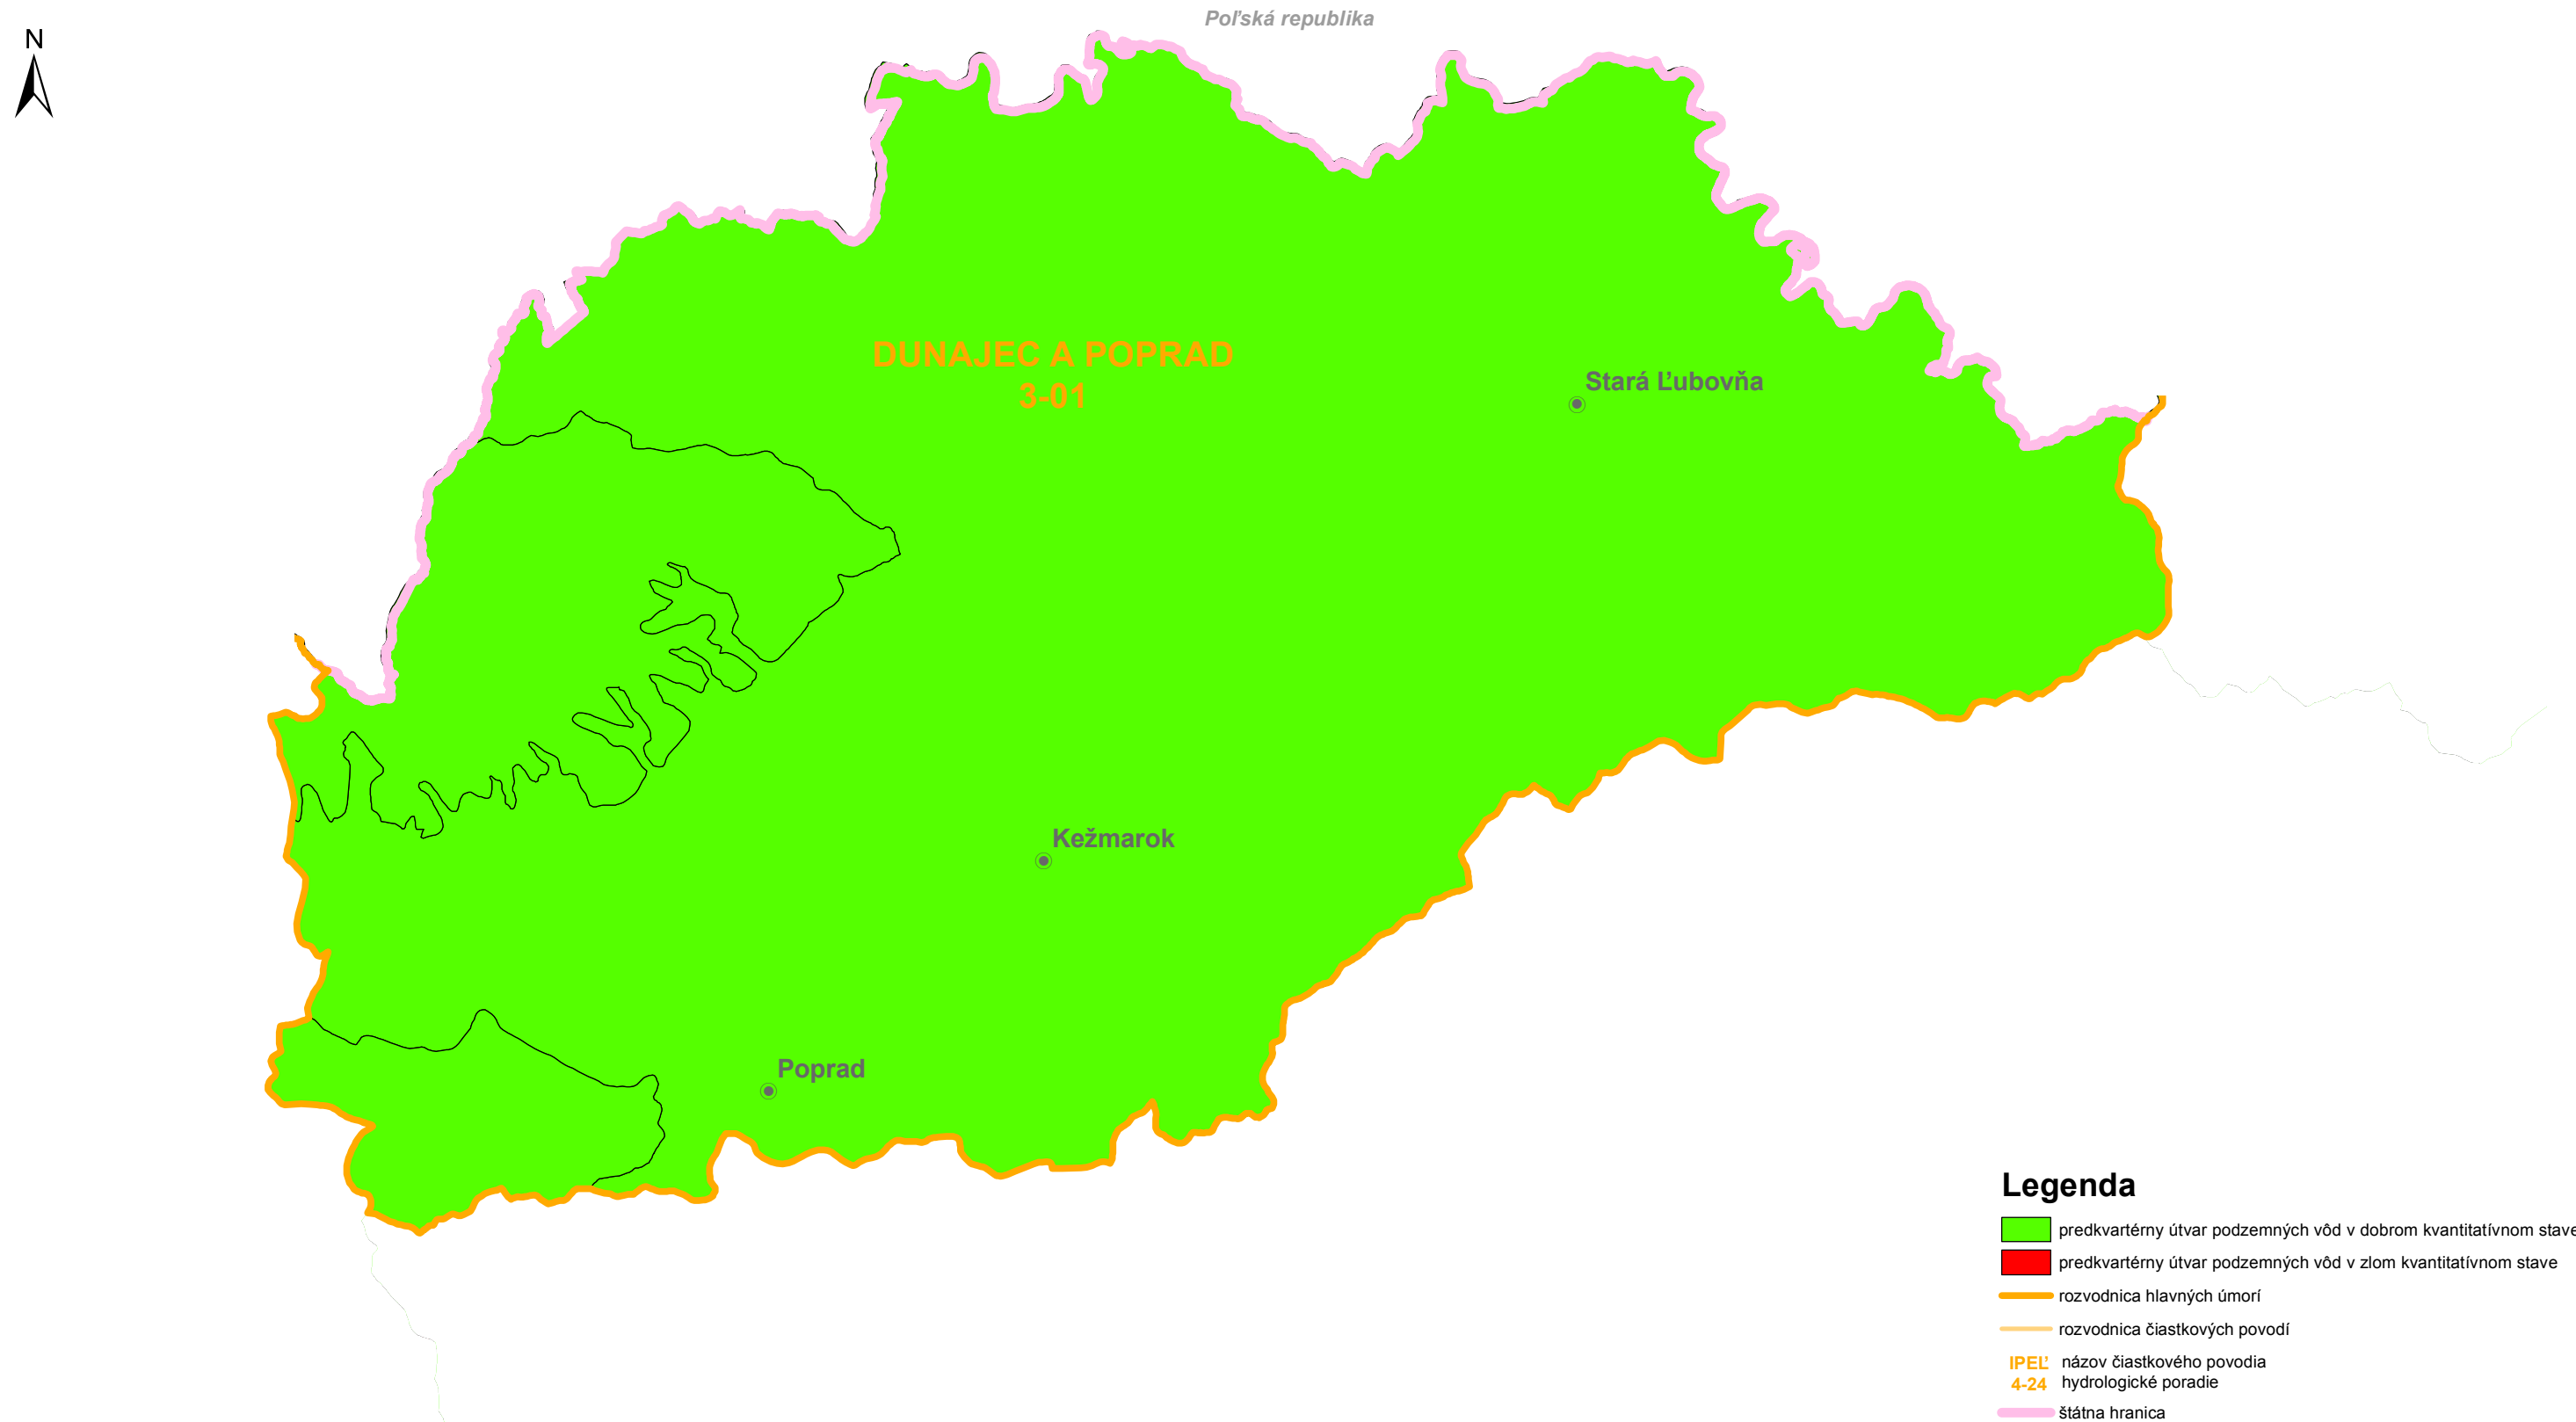 Poľská republika
N
DUNAJEC A POPRAD
3-01
Stará Ľubovňa
Kežmarok
Poprad
Legenda
predkvartérny útvar podzemných vôd v dobrom kvantitatívnom stave
predkvartérny útvar podzemných vôd v zlom kvantitatívnom stave
rozvodnica hlavných úmorí
rozvodnica čiastkových povodí
IPEĽ názov čiastkového povodia
4-24 hydrologické poradie
štátna hranica